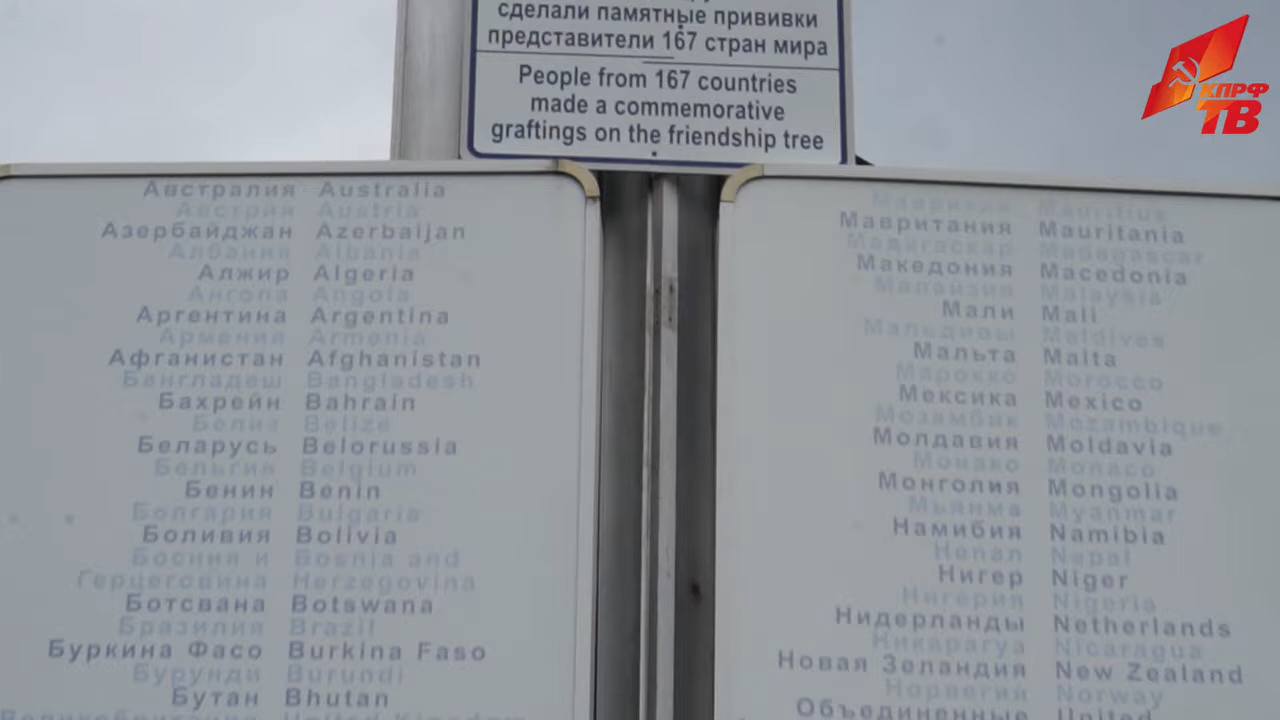 сделали памятные прививки
представители 167 стран мира
People from 167 countries
made a commemorative
graftings on the friendship tree
КПРФ
ТВ
Австралия Australia
Австрия Austria
Азербайджан Azerbaijan
Албания Albania
Алжир Algeria
Ангола Angola
Аргентина Argentina
Армения Armenia
Афганистан Afghanistan
Бангладеш Bangladesh
Бахрейн Bahrain
Белиз Belize
Беларусь Belorussia
Бельгия Belgium
Бенин Benin
Болгария Bulgaria
Боливия Bolivia
Босния и Bosnia and
Герцеговина Herzegovina
Ботсвана Botswana
Бразилия Brazil
Буркина Фасо Burkina Faso
Бурунди Burundi
Бутан Bhutan
Великобритания United Kingdom
Маврикий Mauritius
Мавритания Mauritania
Мадагаскар Madagascar
Македония Macedonia
Малайзия Malaysia
Мали Mali
Мальдивы Maldives
Мальта Malta
Марокко Morocco
Мексика Mexico
Мозамбик Mozambique
Молдавия Moldavia
Монако Monaco
Монголия Mongolia
Мьянма Myanmar
Намибия Namibia
Непал Nepal
Нигер Niger
Нигерия Nigeria
Нидерланды Netherlands
Никарагуа Nicaragua
Новая Зеландия New Zealand
Норвегия Norway
Объединенные United